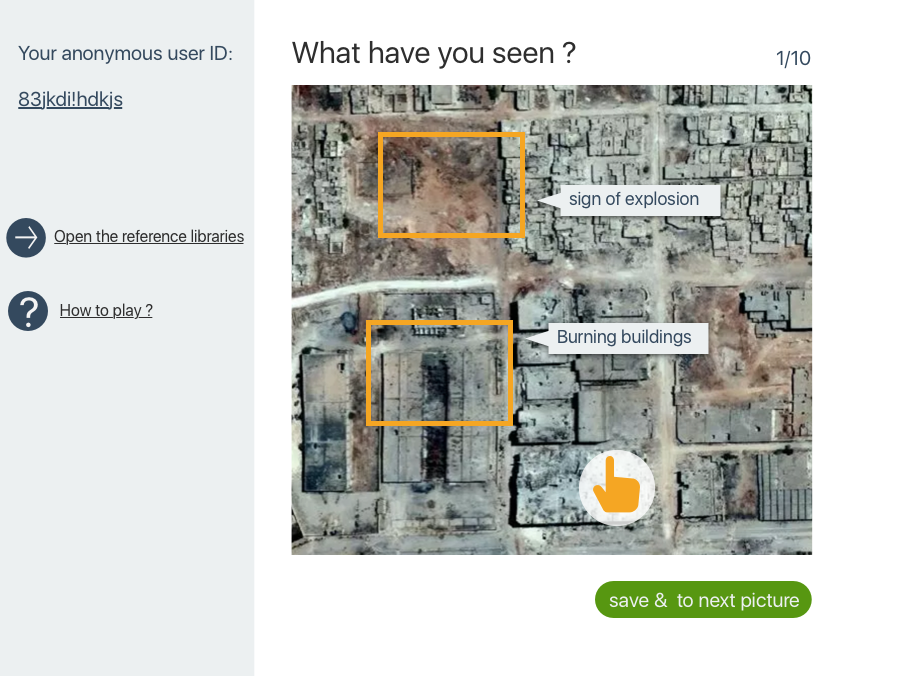 Your anonymous user ID:
83jkdi!hdkjs
Open the reference libraries
How to play ?
What have you seen ?
1/10
sign of explosion
Burning buildings
save &  to next picture